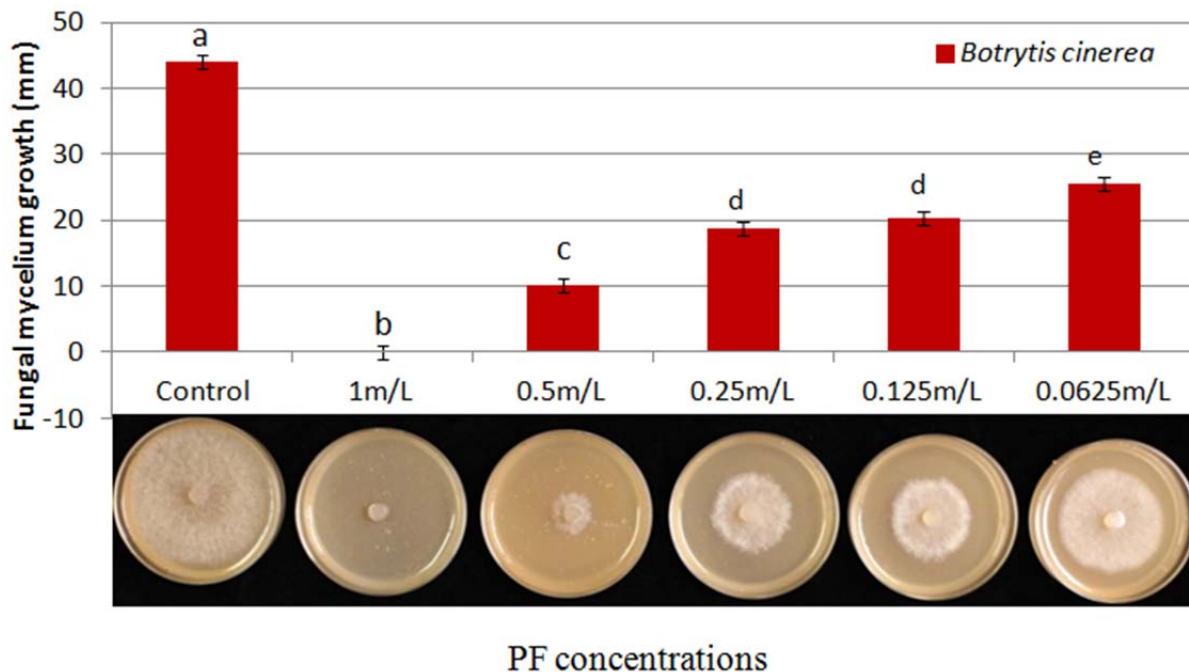 Fungal mycelium growth (mm)
50
40
30
20
10
0
-10
Botrytis cinerea
a
b
c
d
d
e
Control
1m/L
0.5m/L
0.25m/L
0.125m/L
0.0625m/L
PF concentrations